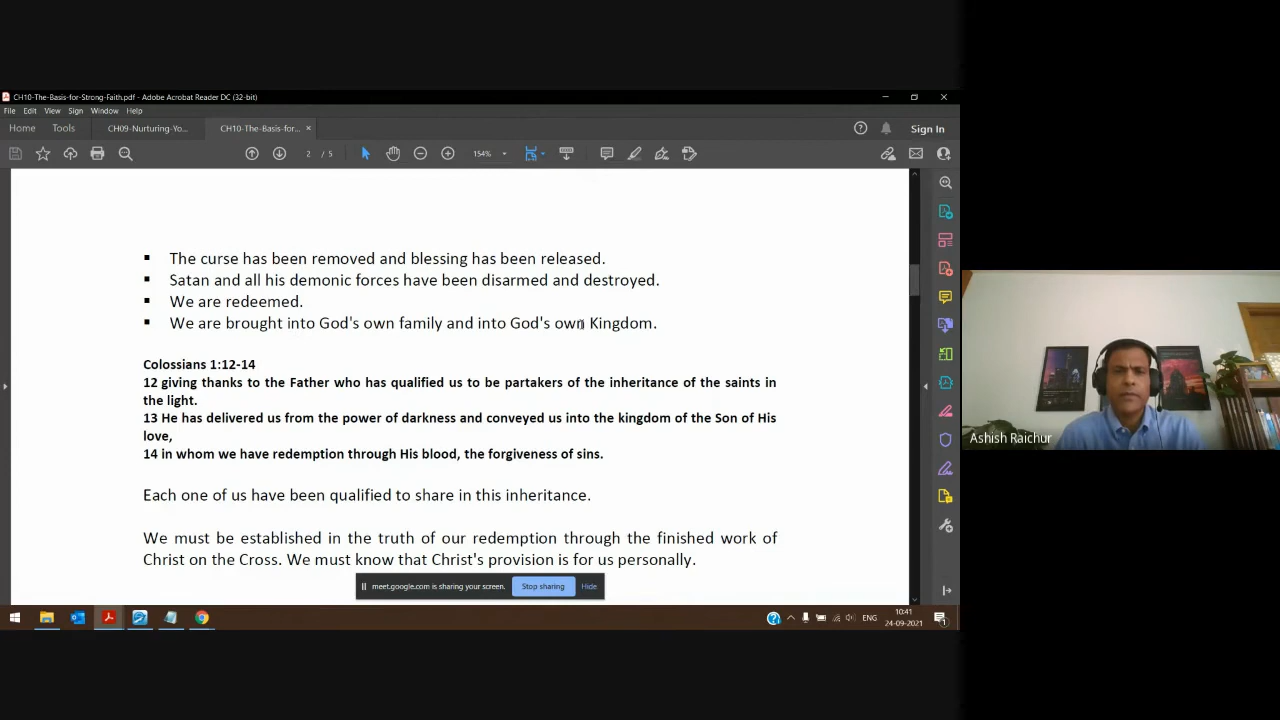 CH10-The-Basis-for-Strong-Faith.pdf - Adobe Acrobat Reader DC (32-bit)
File Edit View Sign Window Help
Home Tools CH09-Nurturing-Yo... CH10-The-Basis-for... × Sign In
2 / 5 154%
▪ The curse has been removed and blessing has been released.
▪ Satan and all his demonic forces have been disarmed and destroyed.
▪ We are redeemed.
▪ We are brought into God's own family and into God's own Kingdom.
Colossians 1:12-14
12 giving thanks to the Father who has qualified us to be partakers of the inheritance of the saints in
the light.
13 He has delivered us from the power of darkness and conveyed us into the kingdom of the Son of His
love,
14 in whom we have redemption through His blood, the forgiveness of sins.
Each one of us have been qualified to share in this inheritance.
We must be established in the truth of our redemption through the finished work of
Christ on the Cross. We must know that Christ's provision is for us personally.
meet.google.com is sharing your screen. Stop sharing Hide
ENG
10:41
24-09-2021
Ashish Raichur